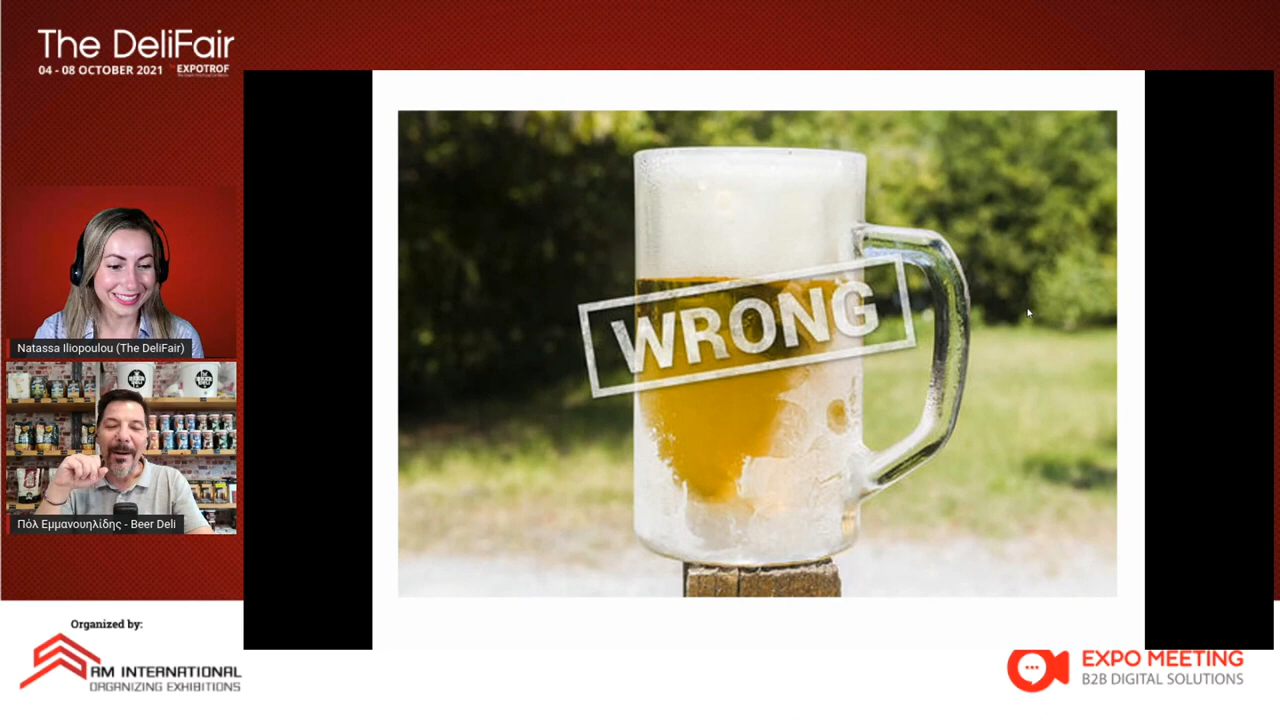 The DeliFair
04 - 08 OCTOBER 2021
EXPOTROF
WRONG
Natassa Iliopoulou (The DeliFair)
Πόλ Εμμανουηλίδης - Beer Deli
Organized by:
AM INTERNATIONAL
ORGANIZING EXHIBITIONS
EXPO MEETING
B2B DIGITAL SOLUTIONS